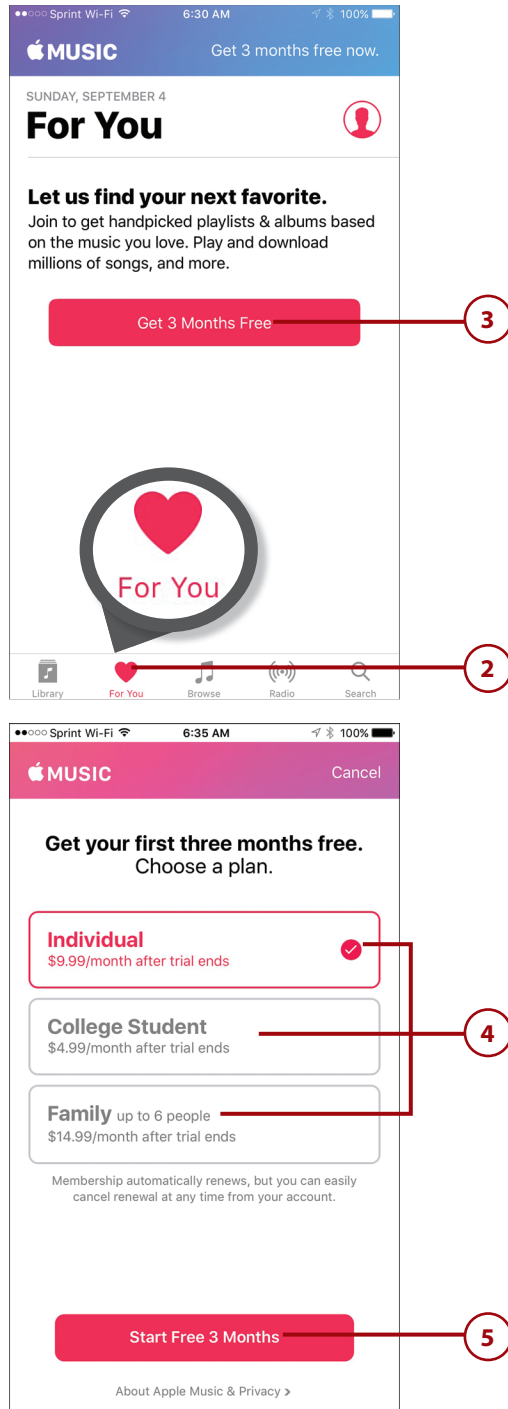 Sprint Wi-Fi 6:30 AM 100%
MUSIC Get 3 months free now.
SUNDAY, SEPTEMBER 4
For You
Let us find your next favorite.
Join to get handpicked playlists & albums based
on the music you love. Play and download
millions of songs, and more.
Get 3 Months Free
3
For You
2
Library For You Browse Radio Search
Sprint Wi-Fi 6:35 AM 100%
MUSIC Cancel
Get your first three months free.
Choose a plan.
Individual
$9.99/month after trial ends
College Student
$4.99/month after trial ends
4
Family up to 6 people
$14.99/month after trial ends
Membership automatically renews, but you can easily
cancel renewal at any time from your account.
Start Free 3 Months
5
About Apple Music & Privacy >